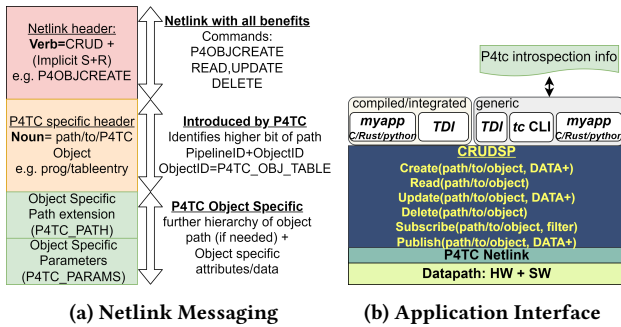 Netlink header:
Verb=CRUD +
(Implicit S+R)
e.g. P4OBJCREATE
Netlink with all benefits
Commands:
P4OBJCREATE
READ,UPDATE
DELETE
P4TC specific header
Noun= path/to/P4TC
Object
e.g. prog/tableentry
Introduced by P4TC
Identifies higher bit of path
PipelineID+ObjectID
ObjectID=P4TC_OBJ_TABLE
Object Specific
Path extension
(P4TC_PATH)
Object Specific
Parameters
(P4TC_PARAMS)
P4TC Object Specific
further hierarchy of object
path (if needed) +
Object specific
attributes/data
(a) Netlink Messaging
P4tc introspection info
compiled/integrated
generic
myapp
C/Rust/python
TDI
TDI
tc CLI
myapp
C/Rust/python
CRUDSP
Create(path/to/object, DATA+)
Read(path/to/object)
Update(path/to/object, DATA+)
Delete(path/to/object)
Subscribe(path/to/object, filter)
Publish(path/to/object, DATA+)
P4TC Netlink
Datapath: HW + SW
(b) Application Interface